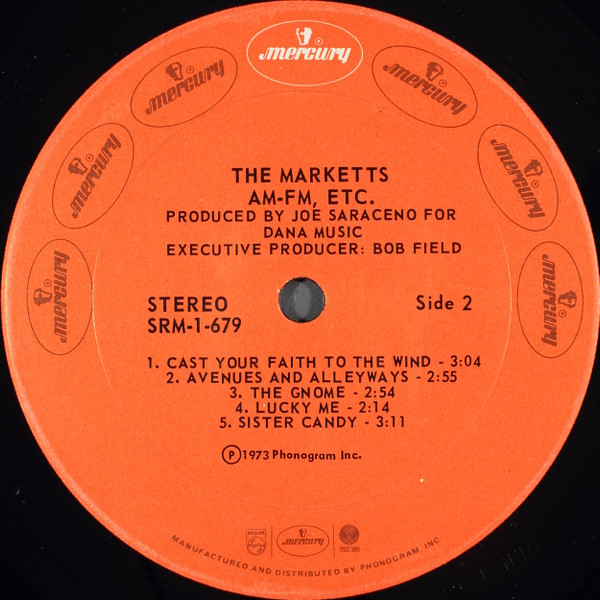 mercury
mercury
mercury
mercury
mercury
mercury
mercury
THE MARKETTS
AM-FM, ETC.
PRODUCED BY JOE SARACENO FOR
DANA MUSIC
EXECUTIVE PRODUCER: BOB FIELD
STEREO
SRM-1-679
Side 2
1. CAST YOUR FAITH TO THE WIND - 3:04
2. AVENUES AND ALLEYWAYS - 2:55
3. THE GNOME - 2:54
4. LUCKY ME - 2:14
5. SISTER CANDY - 3:11
Ⓟ1973 Phonogram Inc.
mercury
MANUFACTURED AND DISTRIBUTED BY PHONOGRAM, INC